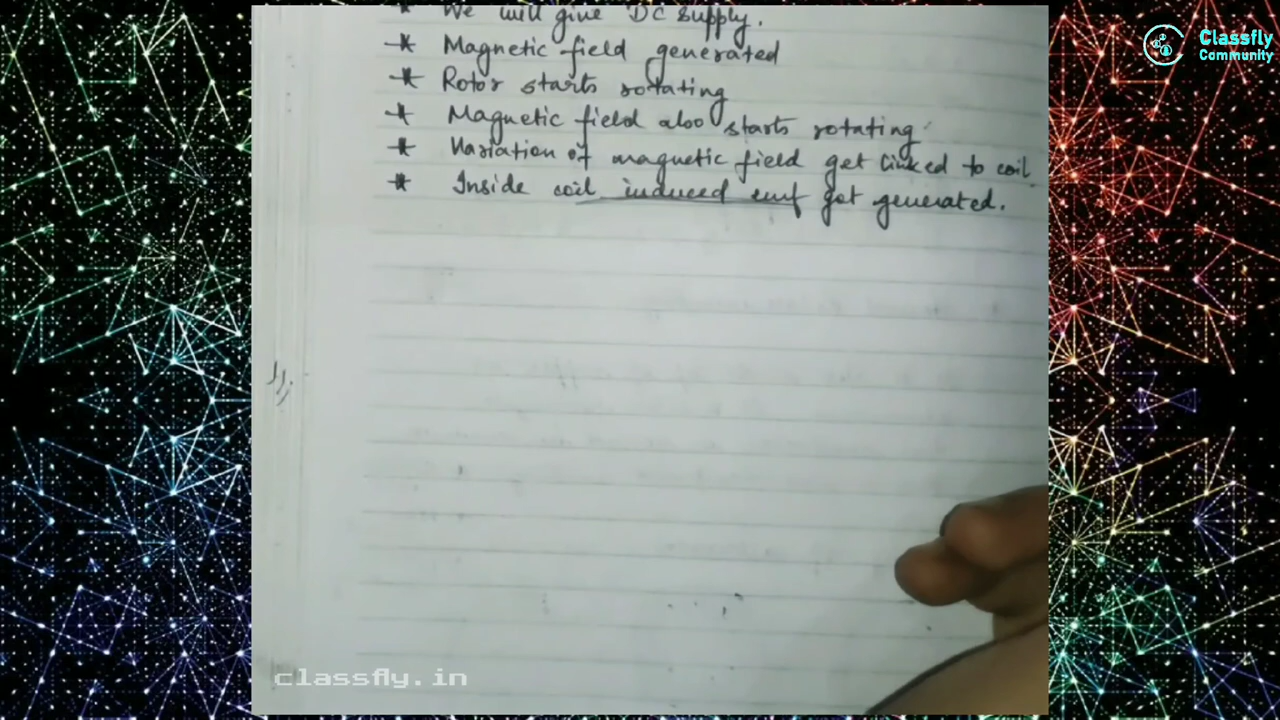 * We will give DC supply.
* Magnetic field generated
* Rotor starts rotating
* Magnetic field also starts rotating
* Variation of magnetic field get linked to coil
* Inside coil induced emf get generated.
Classfly
Community
classfly.in